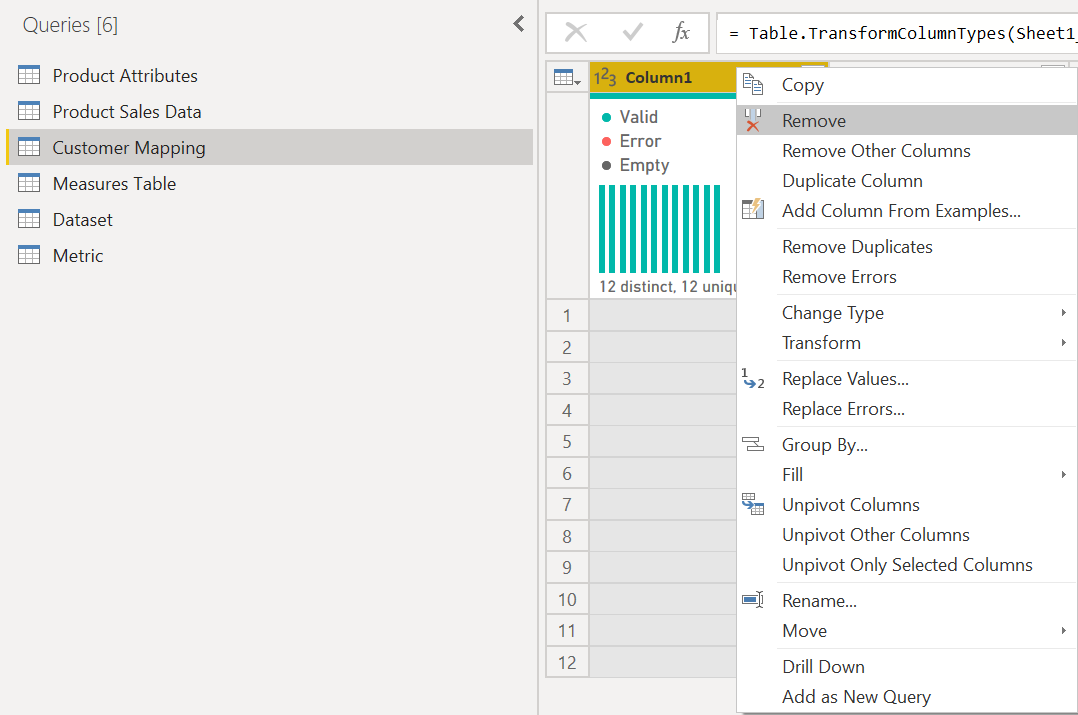 Queries [6]
Product Attributes
Product Sales Data
Customer Mapping
Measures Table
Dataset
Metric
fx
= Table.TransformColumnTypes(Sheet1_
123 Column1
Valid
Error
Empty
12 distinct, 12 uniqu
1
2
3
4
5
6
7
8
9
10
11
12
Copy
Remove
Remove Other Columns
Duplicate Column
Add Column From Examples...
Remove Duplicates
Remove Errors
Change Type
Transform
Replace Values...
Replace Errors...
Group By...
Fill
Unpivot Columns
Unpivot Other Columns
Unpivot Only Selected Columns
Rename...
Move
Drill Down
Add as New Query